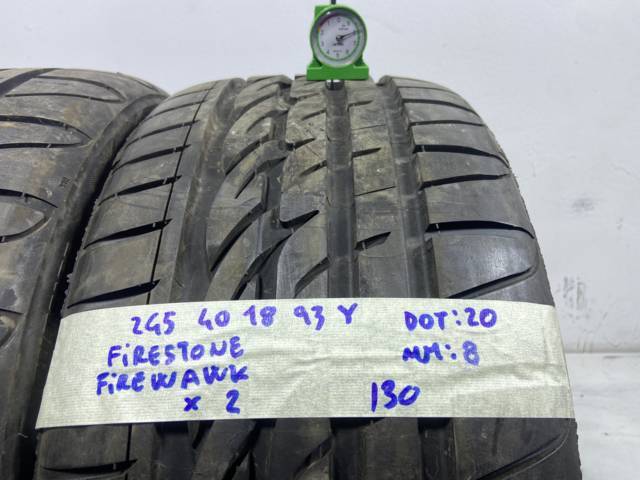 245 40 18 93 Y DOT:20
FIRESTONE MM:8
FIREWAWK
x 2 130